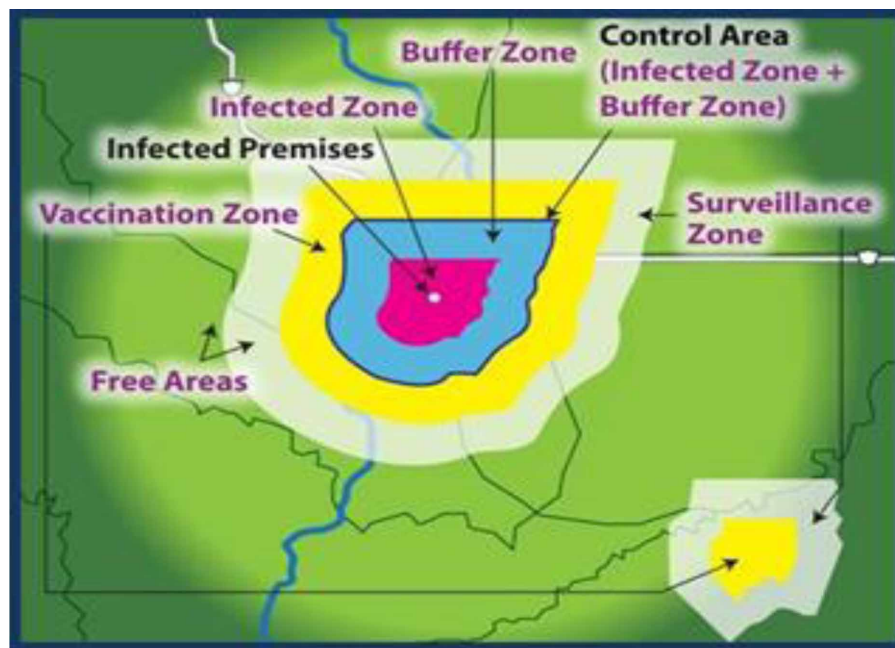 Buffer Zone
Control Area
(Infected Zone +
Buffer Zone)
Infected Zone
Infected Premises
Vaccination Zone
Surveillance
Zone
Free Areas